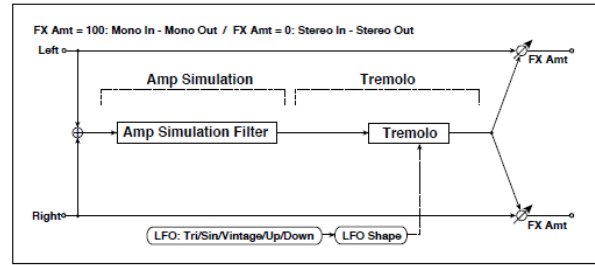 FX Amt = 100: Mono In - Mono Out / FX Amt = 0: Stereo In - Stereo Out
Left
FX Amt
Amp Simulation
Tremolo
Amp Simulation Filter
Tremolo
Right
FX Amt
LFO: Tri/Sin/Vintage/Up/Down
LFO Shape